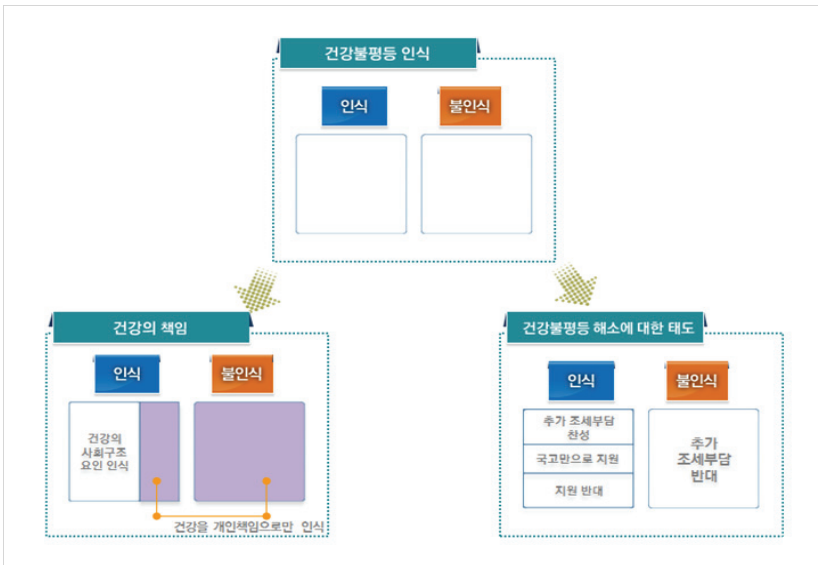 건강불평등 인식
인식
불인식
건강의 책임
인식
불인식
건강의
사회구조
요인 인식
건강을 개인책임으로만 인식
건강불평등 해소에 대한 태도
인식
불인식
추가 조세부담
찬성
국고만으로 지원
지원 반대
추가
조세부담
반대